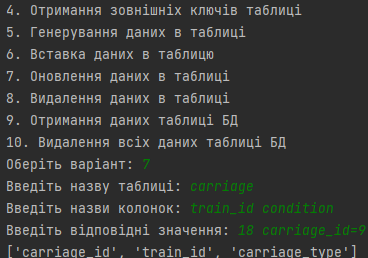 4. Отримання зовнішніх ключів таблиці
5. Генерування даних в таблиці
6. Вставка даних в таблицю
7. Оновлення даних в таблиці
8. Видалення даних в таблиці
9. Отримання даних таблиці БД
10. Видалення всіх даних таблиці БД
Оберіть варіант: 7
Введіть назву таблиці: carriage
Введіть назви колонок: train_id condition
Введіть відповідні значення: 18 carriage_id=9
['carriage_id', 'train_id', 'carriage_type']